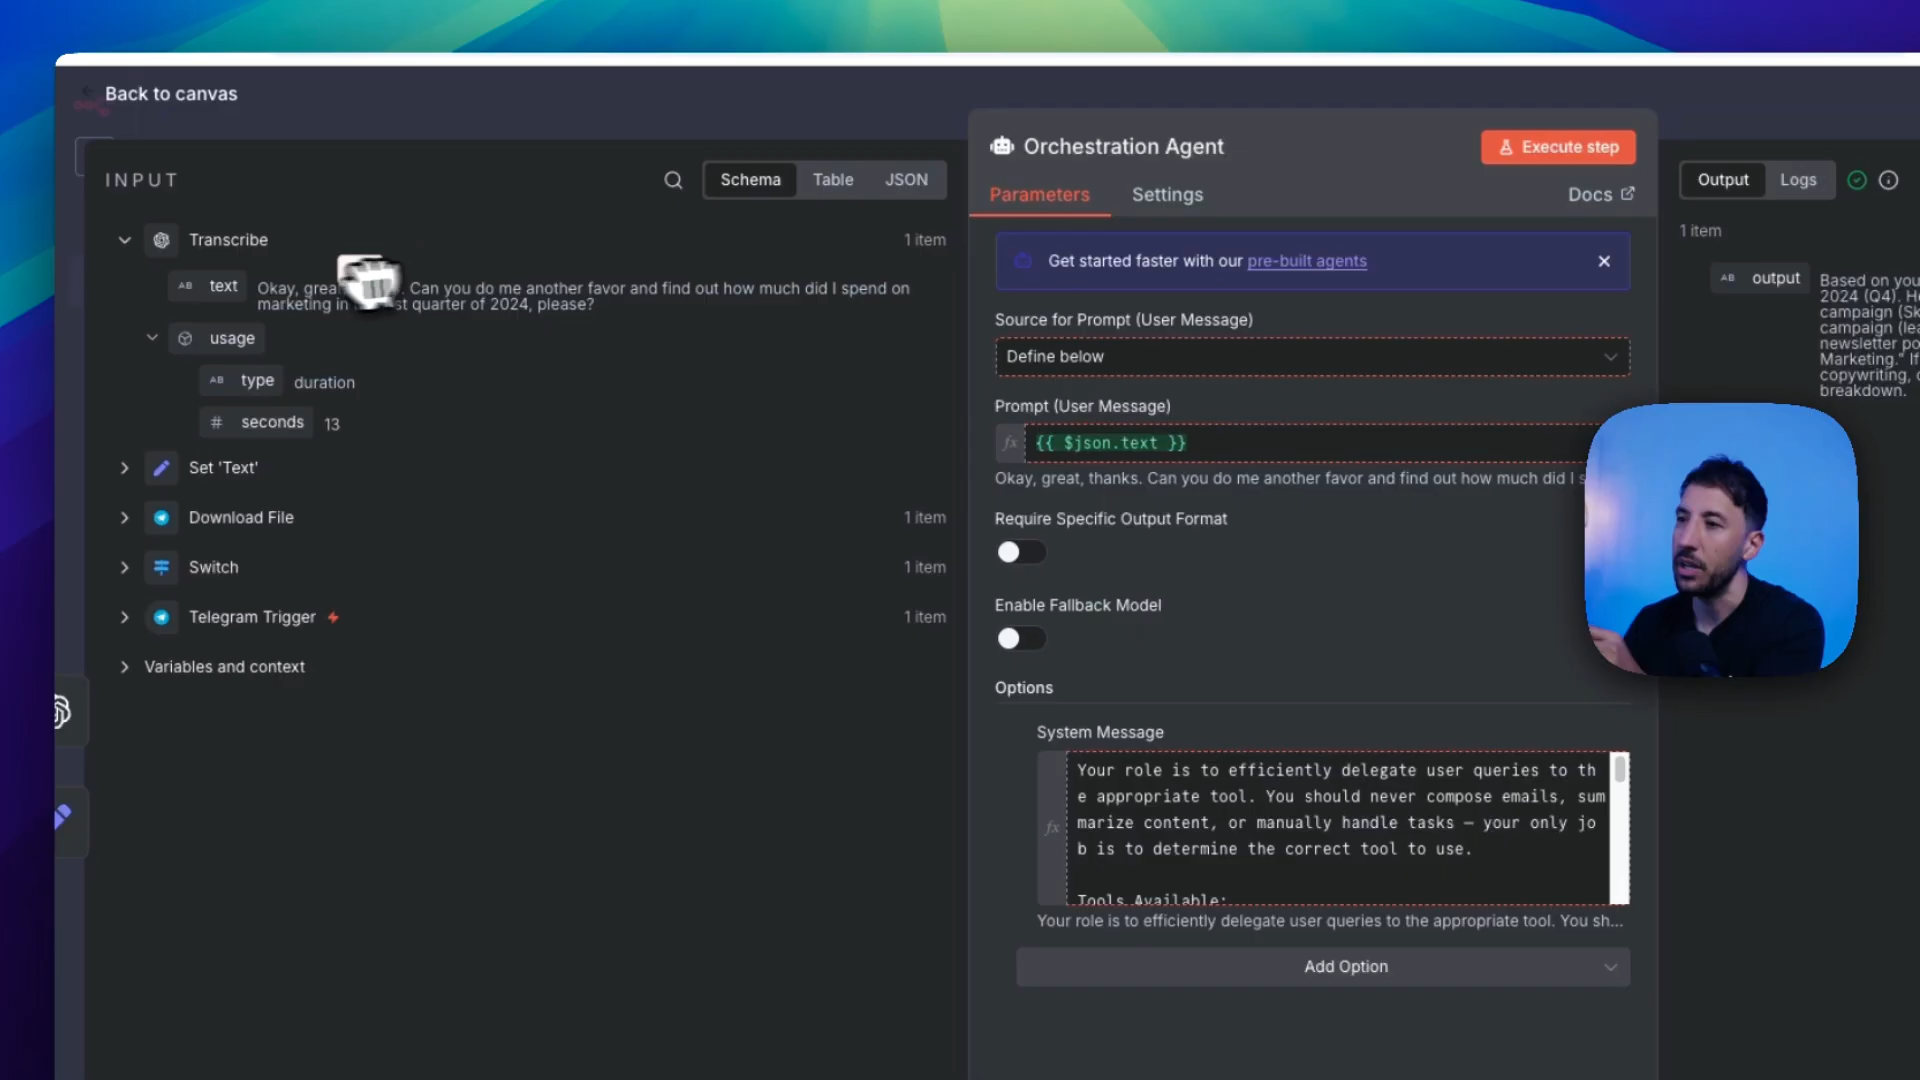 Back to canvas
INPUT
Schema
Table
JSON
Transcribe
1 item
AB text
Okay, Can you do me another favor and find out how much did I spend on
marketing in quarter of 2024, please?
usage
AB type
duration
# seconds
13
Set 'Text'
Download File
1 item
Switch
1 item
Telegram Trigger
1 item
Variables and context
Orchestration Agent
Execute step
Parameters
Settings
Docs
Get started faster with our pre-built agents
Source for Prompt (User Message)
Define below
Prompt (User Message)
fx
{{ $json.text }}
Okay, great, thanks. Can you do me another favor and find out how much did I s
Require Specific Output Format
Enable Fallback Model
Options
System Message
fx
Your role is to efficiently delegate user queries to th
e appropriate tool. You should never compose emails, sum
marize content, or manually handle tasks – your only jo
b is to determine the correct tool to use.
Tools Available:
Your role is to efficiently delegate user queries to the appropriate tool. You sh...
Add Option
Output
Logs
1 item
AB output
Based on you
2024 (Q4). He
campaign (Sk
campaign (lea
newsletter po
Marketing." If
copywriting, c
breakdown.